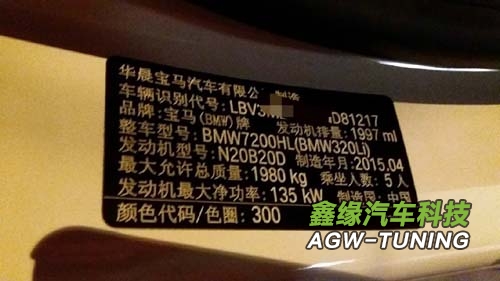 华晨宝马汽车有限公 制造
车辆识别代号: LBV3 D81217
品牌: 宝马(BMW)牌 发动机排量: 1997 ml
整车型号: BMW7200HL(BMW320Li)
发动机型号: N20B20D 制造年月: 2015.04
最大允许总质量: 1980 kg 乘坐人数: 5 人
发动机最大净功率: 135 kW 制造国: 中国
颜色代码/色圈: 300
鑫缘汽车科技
AGW-TUNING